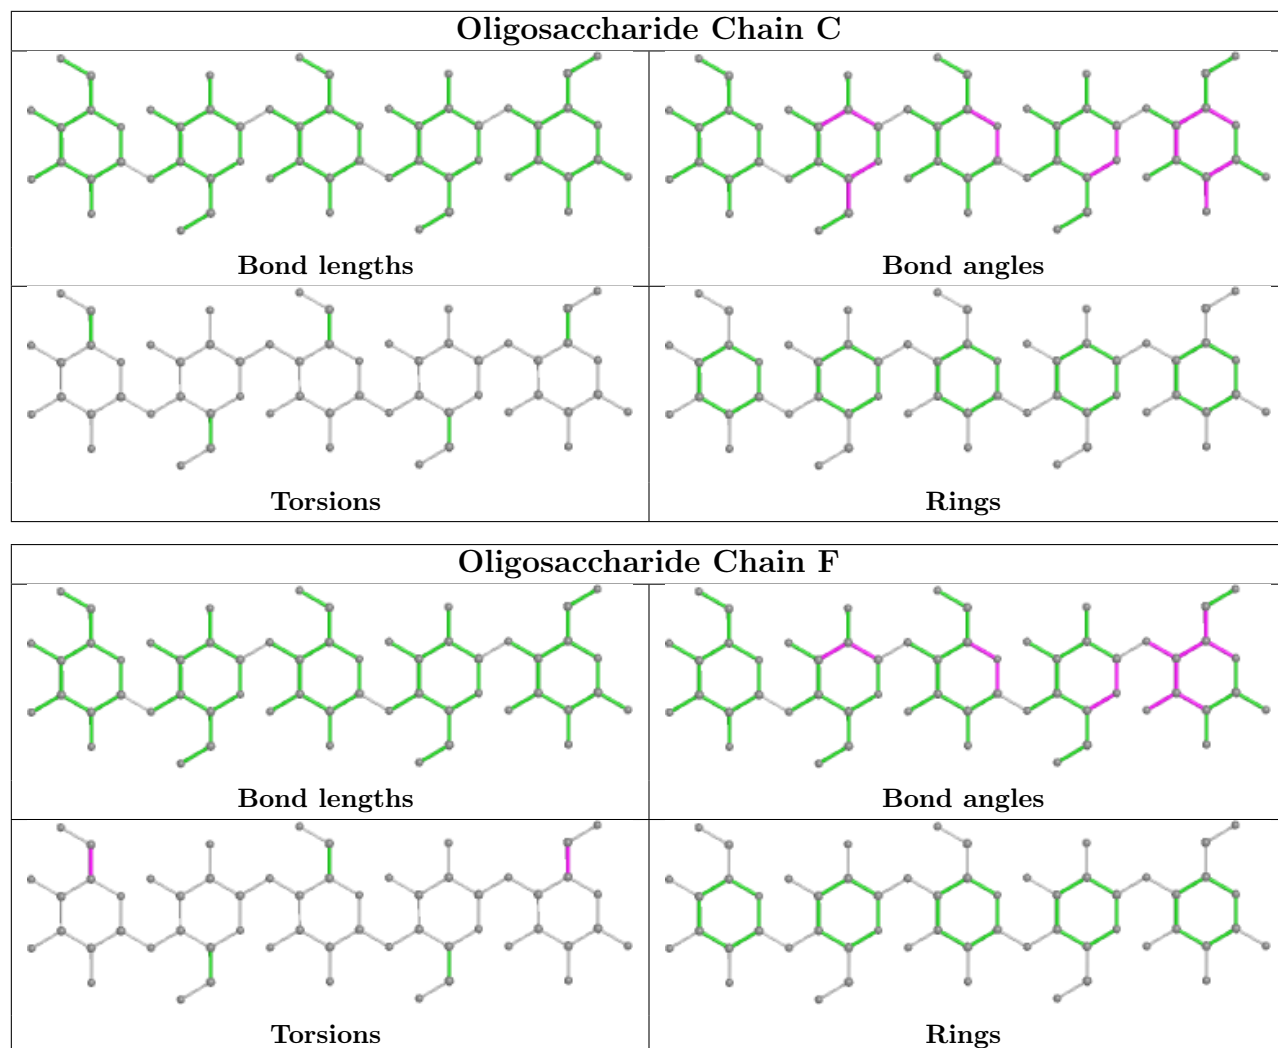 Oligosaccharide Chain C
Bond lengths
Bond angles
Torsions
Rings
Oligosaccharide Chain F
Bond lengths
Bond angles
Torsions
Rings